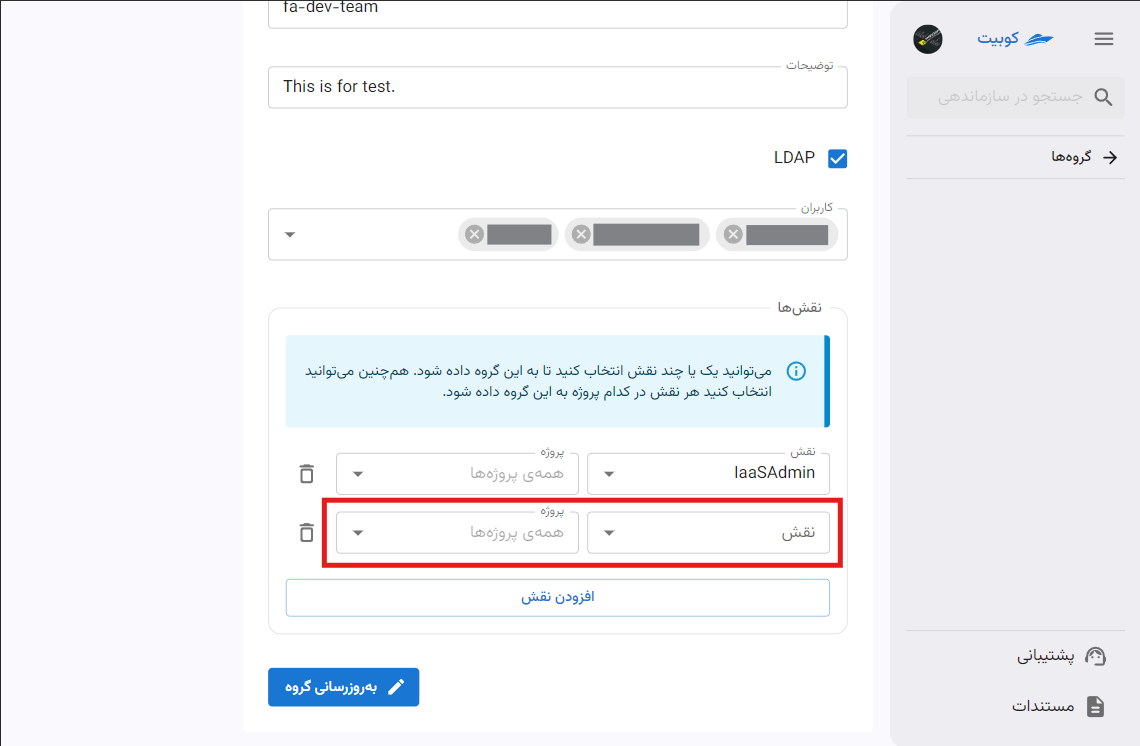 کوبیت
جستجو در سازماندهی
گروه‌ها
پشتیبانی
مستندات
fa-dev-team
توضیحات
This is for test.
LDAP
کاربران
نقش‌ها
می‌توانید یک یا چند نقش انتخاب کنید تا به این گروه داده شود. هم‌چنین می‌توانید
انتخاب کنید هر نقش در کدام پروژه به این گروه داده شود.
نقش
IaaSAdmin
پروژه
همه‌ی پروژه‌ها
نقش
پروژه
همه‌ی پروژه‌ها
افزودن نقش
به‌روزرسانی گروه